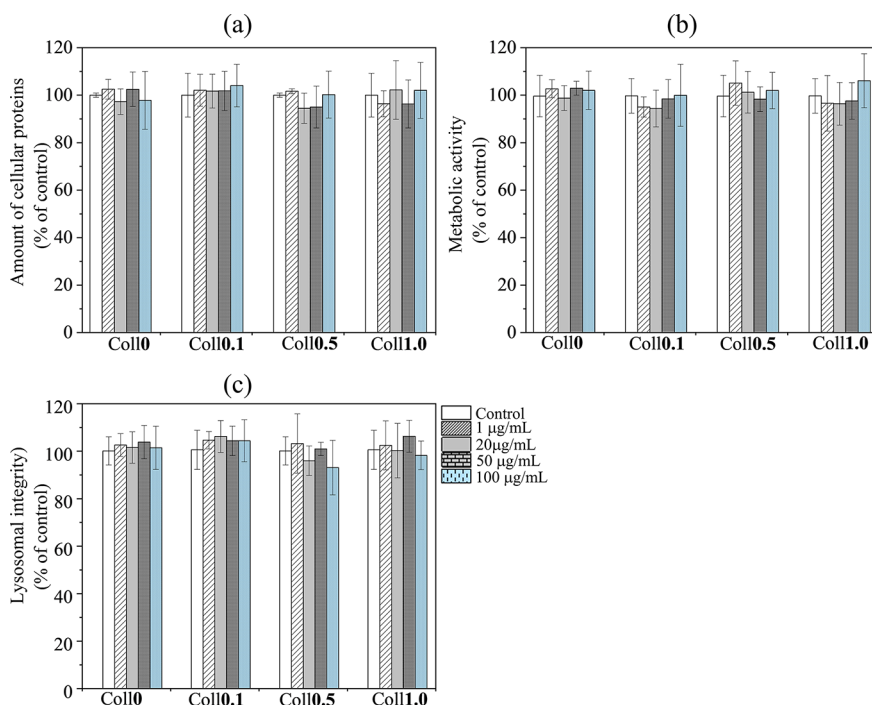 (a)
Amount of cellular proteins
(% of control)
120
100
80
60
40
20
0
Coll0
Coll0.1
Coll0.5
Coll1.0
(b)
Metabolic activity
(% of control)
120
100
80
60
40
20
0
Coll0
Coll0.1
Coll0.5
Coll1.0
(c)
Lysosomal integrity
(% of control)
120
100
80
60
40
20
0
Coll0
Coll0.1
Coll0.5
Coll1.0
Control
1 μg/mL
20μg/mL
50 μg/mL
100 μg/mL